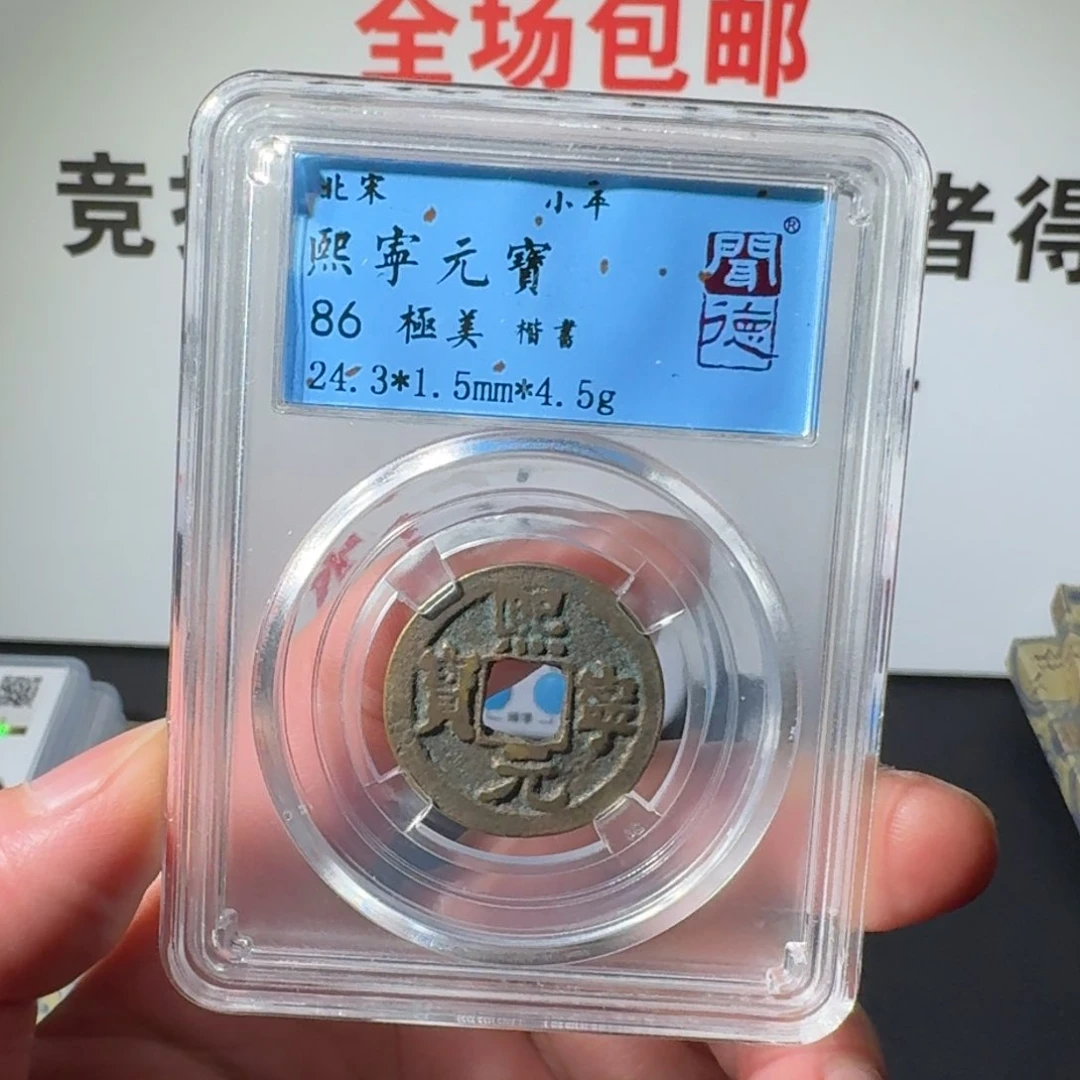 全场包邮
竞
者得
北宋
小平
熙寧元寶
86 極美 楷書
24.3*1.5mm*4.5g
聞德
®
熙寧元寶